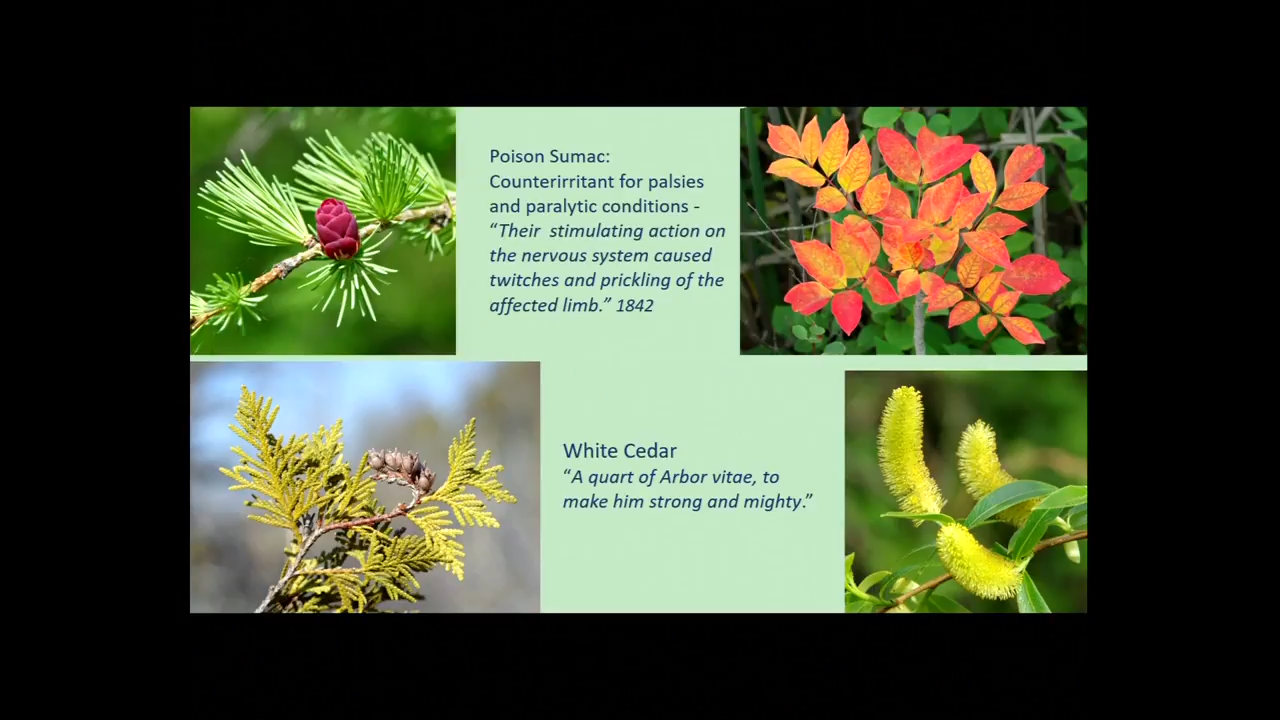 Poison Sumac:
Counterirritant for palsies
and paralytic conditions -
“Their stimulating action on
the nervous system caused
twitches and prickling of the
affected limb.” 1842
White Cedar
“A quart of Arbor vitae, to
make him strong and mighty.”